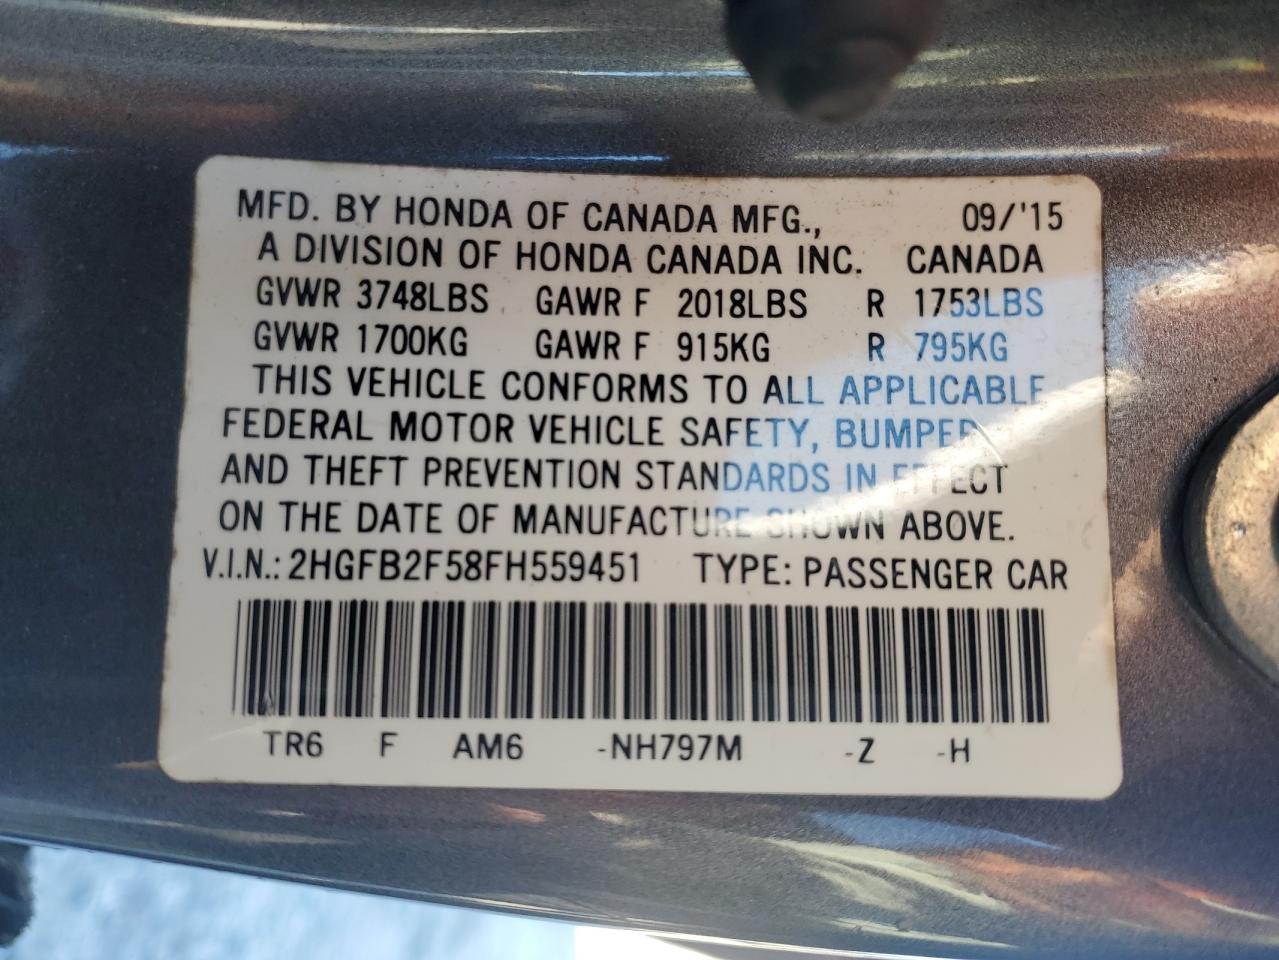 MFD. BY HONDA OF CANADA MFG., 09/'15
A DIVISION OF HONDA CANADA INC. CANADA
GVWR 3748LBS GAWR F 2018LBS R 1753LBS
GVWR 1700KG GAWR F 915KG R 795KG
THIS VEHICLE CONFORMS TO ALL APPLICABLE
FEDERAL MOTOR VEHICLE SAFETY, BUMPER
AND THEFT PREVENTION STANDARDS IN EFFECT
ON THE DATE OF MANUFACTURE SHOWN ABOVE.
V.I.N.: 2HGFB2F58FH559451 TYPE: PASSENGER CAR
TR6 F AM6 -NH797M -Z -H